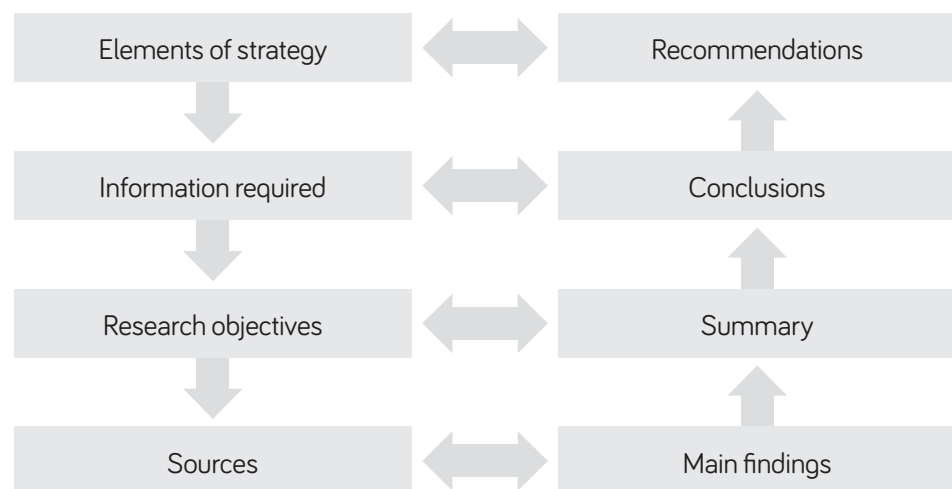 Elements of strategy
Recommendations
Information required
Conclusions
Research objectives
Summary
Sources
Main findings